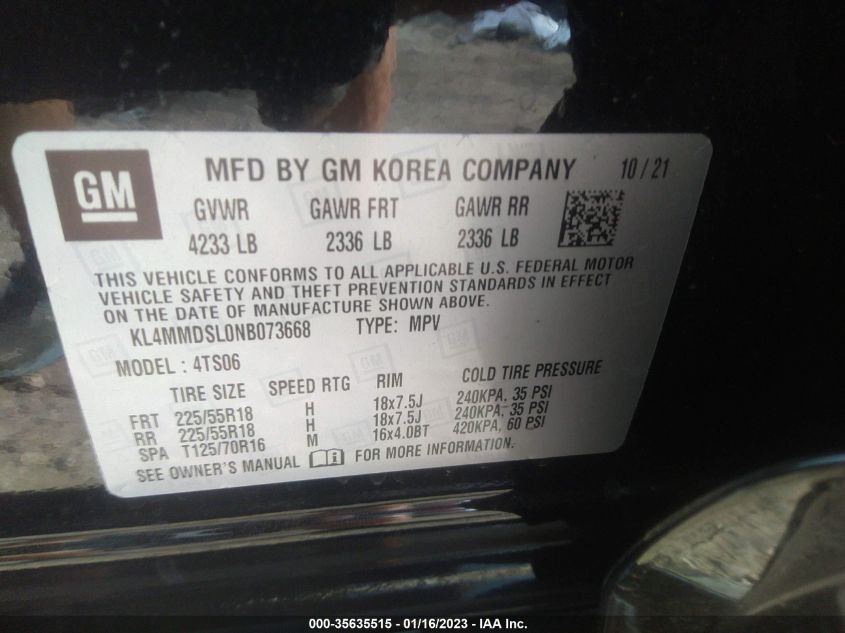 GM
MFD BY GM KOREA COMPANY 10 / 21
GVWR GAWR FRT GAWR RR
4233 LB 2336 LB 2336 LB
THIS VEHICLE CONFORMS TO ALL APPLICABLE U.S. FEDERAL MOTOR
VEHICLE SAFETY AND THEFT PREVENTION STANDARDS IN EFFECT
ON THE DATE OF MANUFACTURE SHOWN ABOVE.
KL4MMDSL0NB073668 TYPE: MPV
MODEL : 4TS06
TIRE SIZE SPEED RTG RIM COLD TIRE PRESSURE
FRT 225/55R18 H 18x7.5J 240KPA, 35 PSI
RR 225/55R18 H 18x7.5J 240KPA, 35 PSI
SPA T125/70R16 M 16x4.0BT 420KPA, 60 PSI
SEE OWNER'S MANUAL FOR MORE INFORMATION.
000-35635515 - 01/16/2023 - IAA Inc.